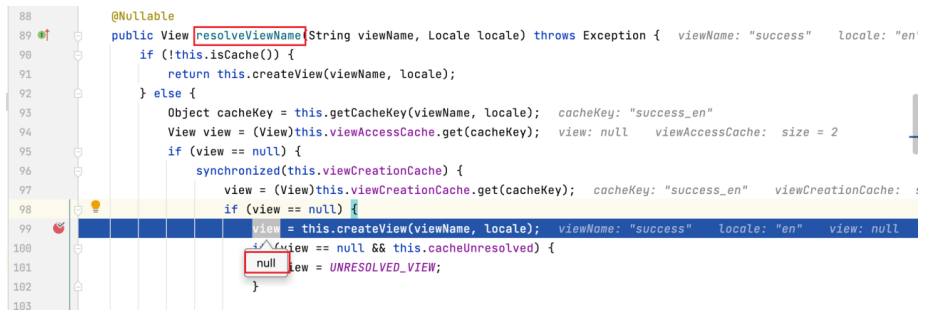 88 @Nullable
89 public View resolveViewName(String viewName, Locale locale) throws Exception { viewName: "success" locale: "en"
90 if (!this.isCache()) {
91 return this.createView(viewName, locale);
92 } else {
93 Object cacheKey = this.getCacheKey(viewName, locale); cacheKey: "success_en"
94 View view = (View)this.viewAccessCache.get(cacheKey); view: null viewAccessCache: size = 2
95 if (view == null) {
96 synchronized(this.viewCreationCache) {
97 view = (View)this.viewCreationCache.get(cacheKey); cacheKey: "success_en" viewCreationCache: s
98 if (view == null) {
99 view = this.createView(viewName, locale); viewName: "success" locale: "en" view: null
100 if (view == null && this.cacheUnresolved) {
null
101 iew = UNRESOLVED_VIEW;
102 }
103